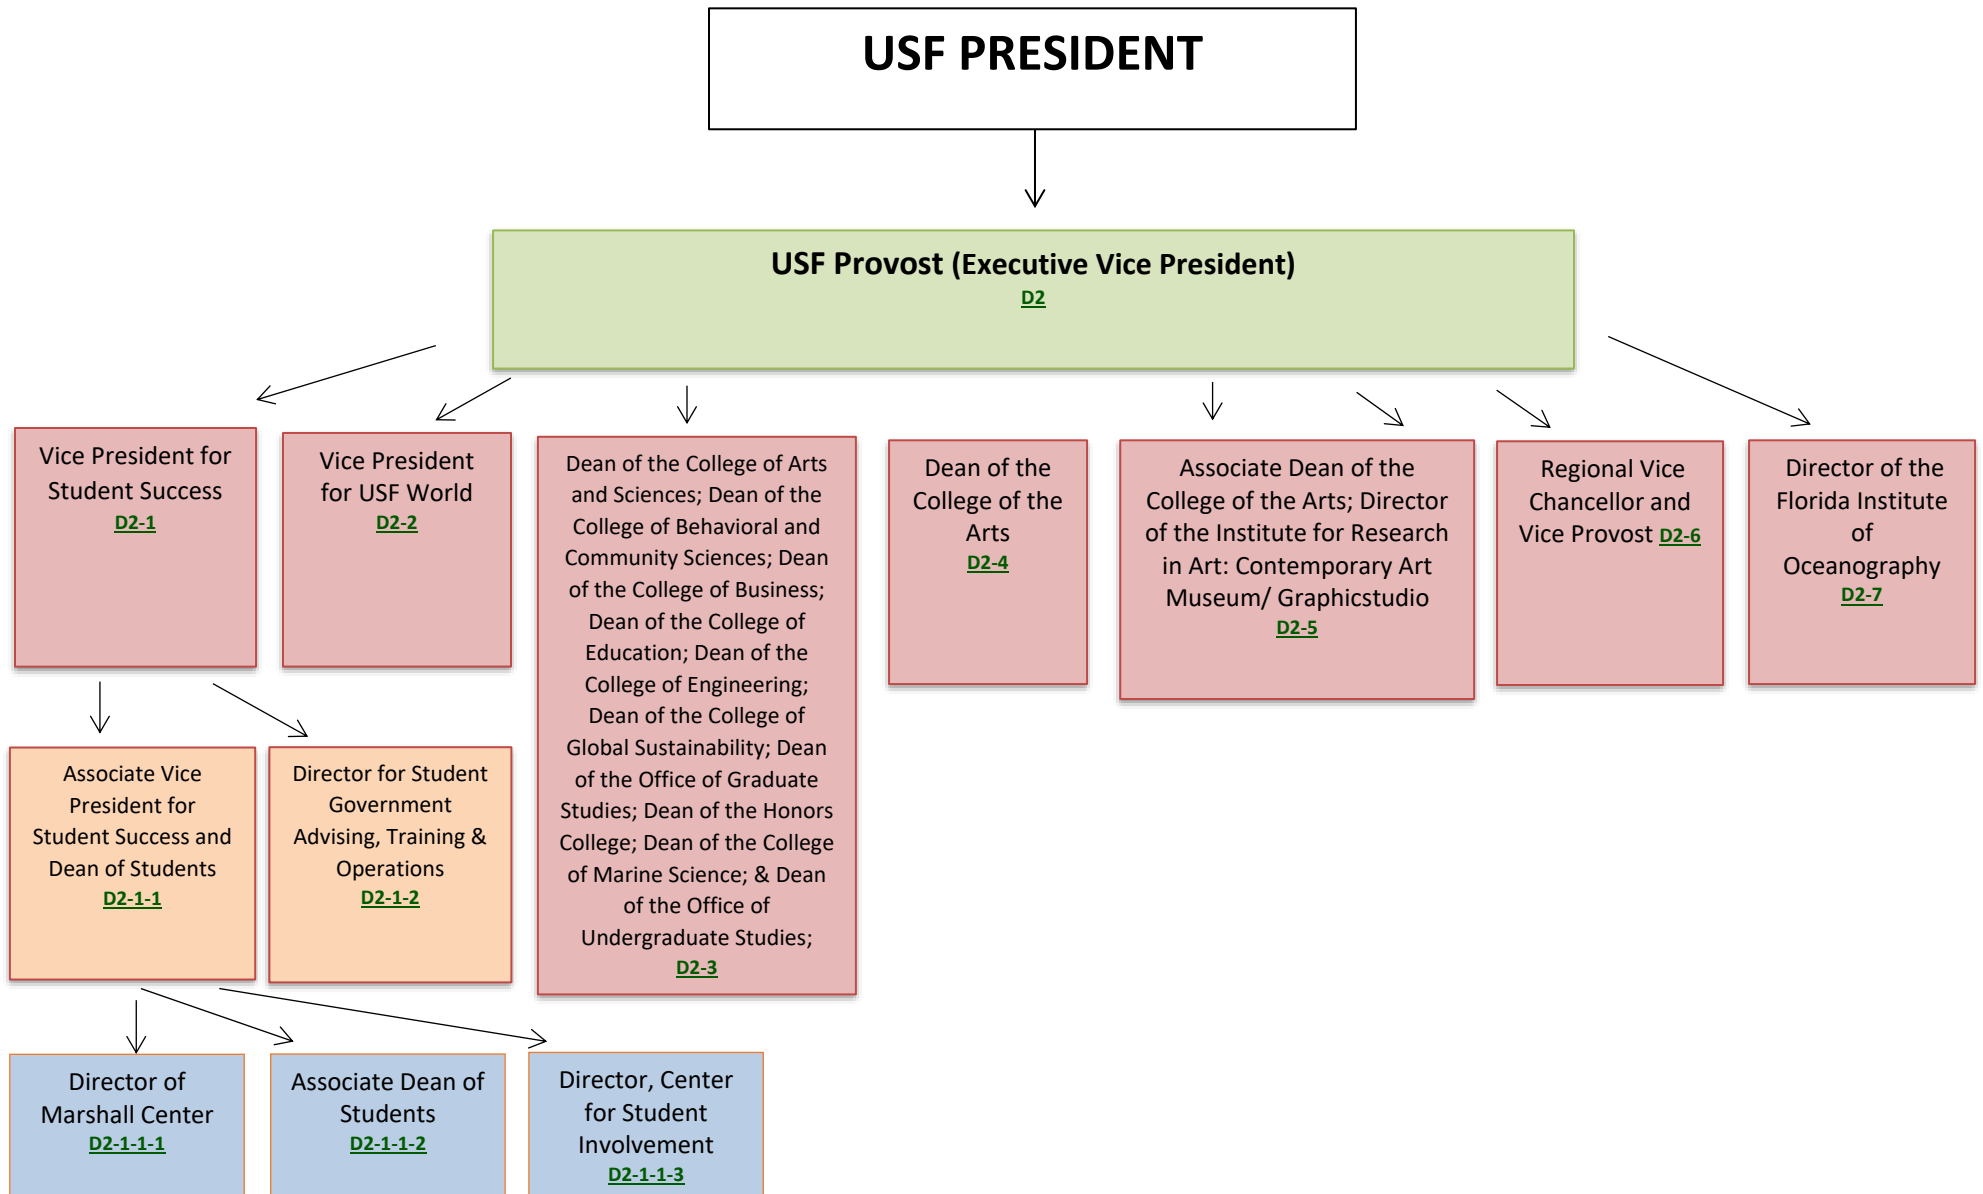 USF PRESIDENT
USF Provost (Executive Vice President)
D2
Vice President for
Student Success
D2-1
Vice President
for USF World
D2-2
Dean of the College of Arts
and Sciences; Dean of the
College of Behavioral and
Community Sciences; Dean
of the College of Business;
Dean of the College of
Education; Dean of the
College of Engineering;
Dean of the College of
Global Sustainability; Dean
of the Office of Graduate
Studies; Dean of the Honors
College; Dean of the College
of Marine Science; & Dean
of the Office of
Undergraduate Studies;
D2-3
Dean of the
College of the
Arts
D2-4
Associate Dean of the
College of the Arts; Director
of the Institute for Research
in Art: Contemporary Art
Museum/ Graphicstudio
D2-5
Regional Vice
Chancellor and
Vice Provost D2-6
Director of the
Florida Institute
of
Oceanography
D2-7
Associate Vice
President for
Student Success and
Dean of Students
D2-1-1
Director for Student
Government
Advising, Training &
Operations
D2-1-2
Director of
Marshall Center
D2-1-1-1
Associate Dean of
Students
D2-1-1-2
Director, Center
for Student
Involvement
D2-1-1-3